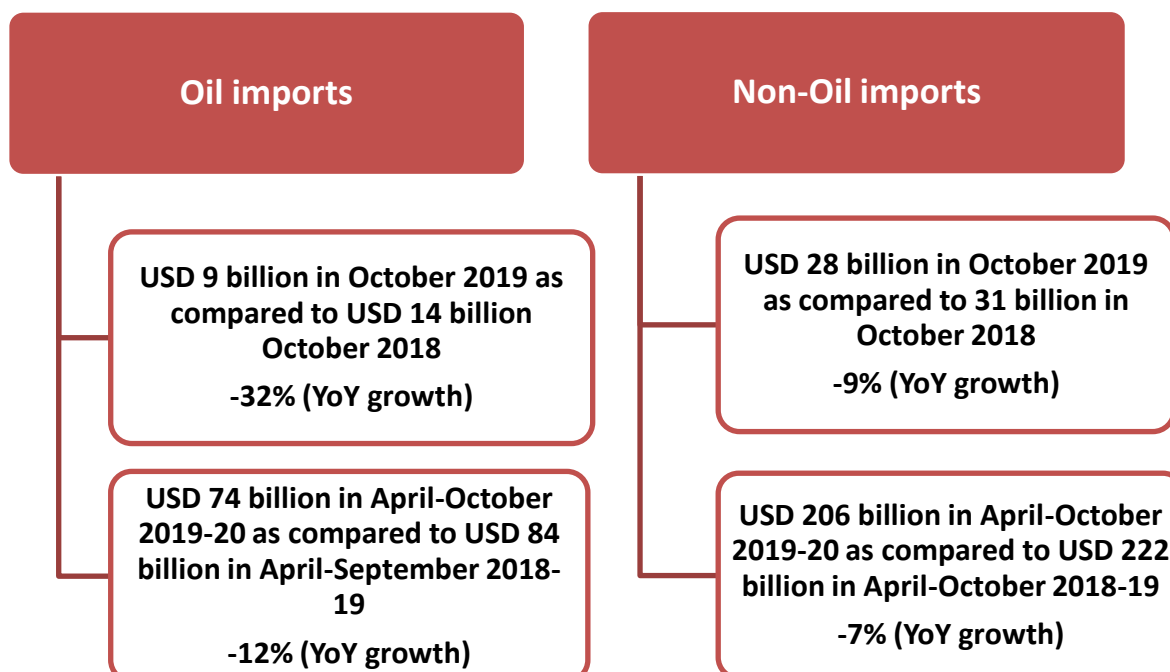 Oil imports
USD 9 billion in October 2019 as
compared to USD 14 billion
October 2018
-32% (YoY growth)
USD 74 billion in April-October
2019-20 as compared to USD 84
billion in April-September 2018-
19
-12% (YoY growth)
Non-Oil imports
USD 28 billion in October 2019
as compared to 31 billion in
October 2018
-9% (YoY growth)
USD 206 billion in April-October
2019-20 as compared to USD 222
billion in April-October 2018-19
-7% (YoY growth)